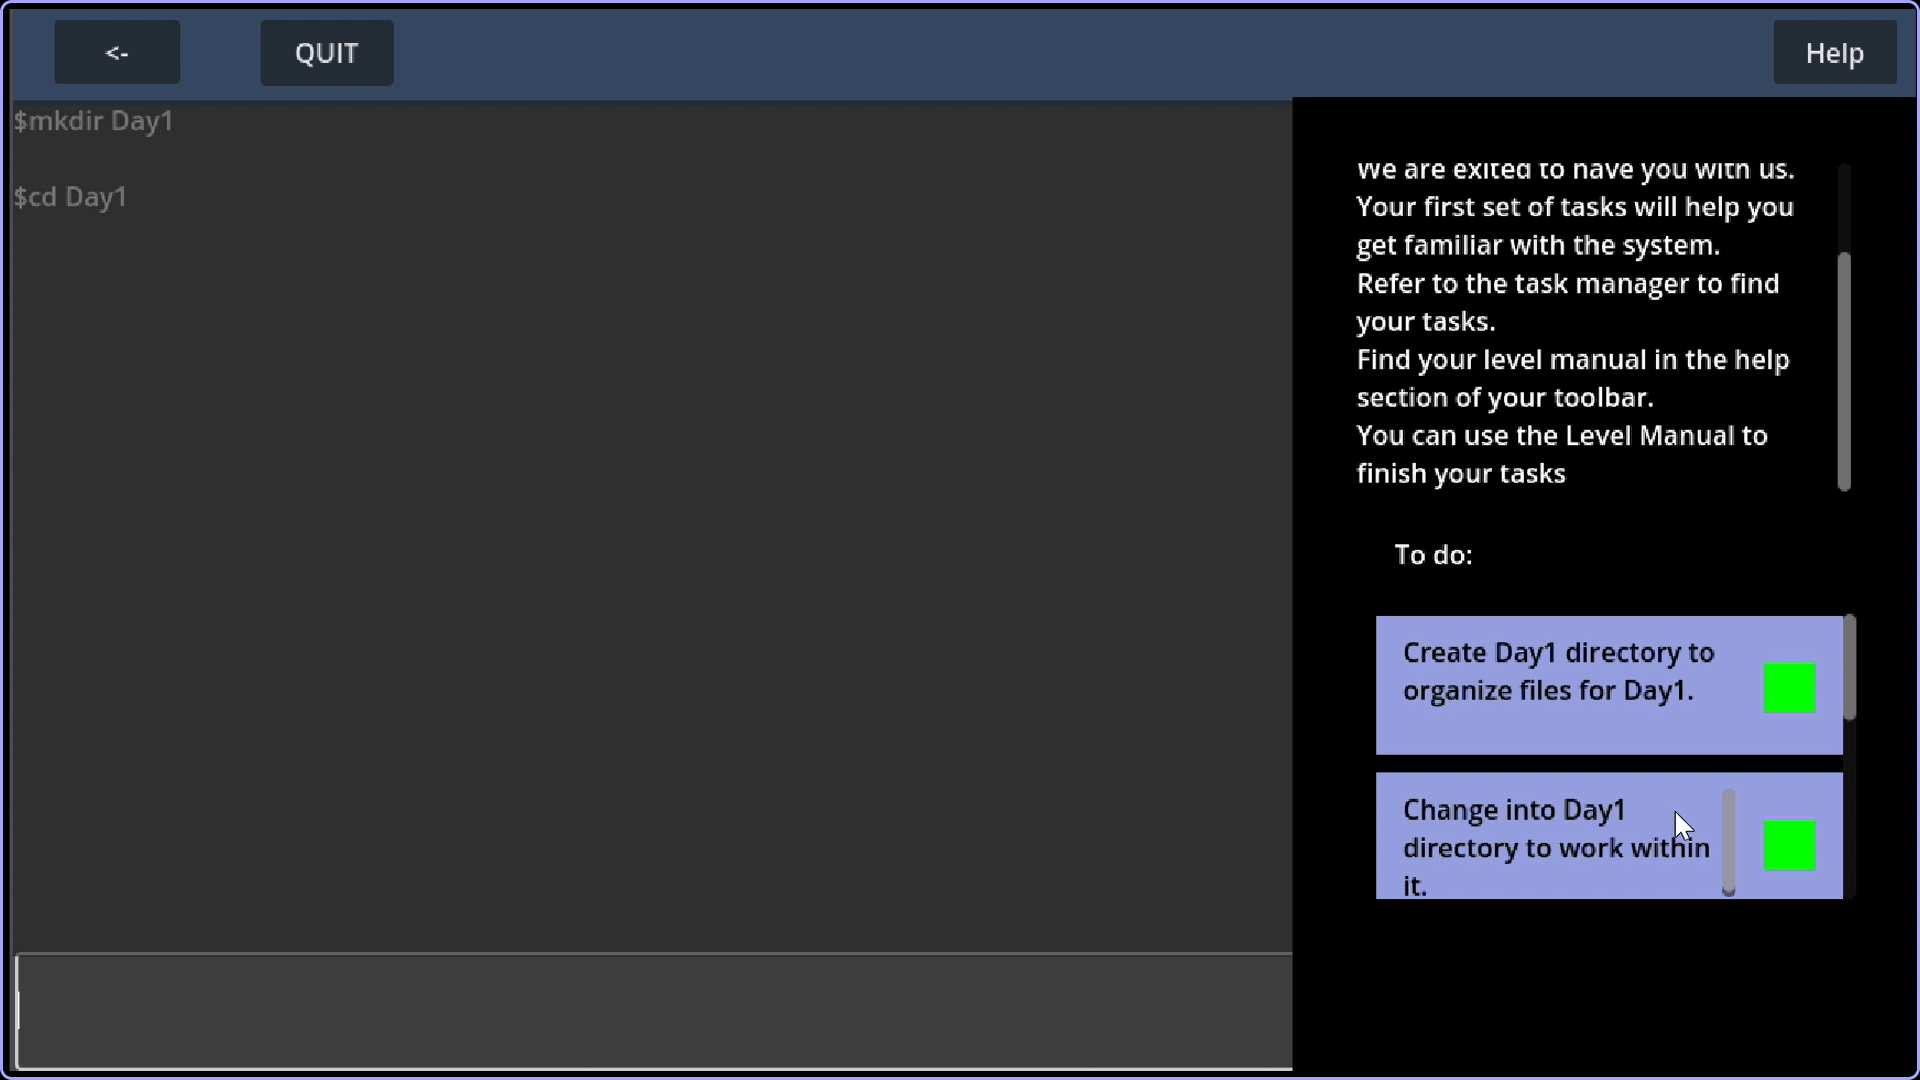 <-
QUIT
Help
$mkdir Day1
$cd Day1
We are exited to have you with us.
Your first set of tasks will help you
get familiar with the system.
Refer to the task manager to find
your tasks.
Find your level manual in the help
section of your toolbar.
You can use the Level Manual to
finish your tasks
To do:
Create Day1 directory to
organize files for Day1.
Change into Day1
directory to work within
it.